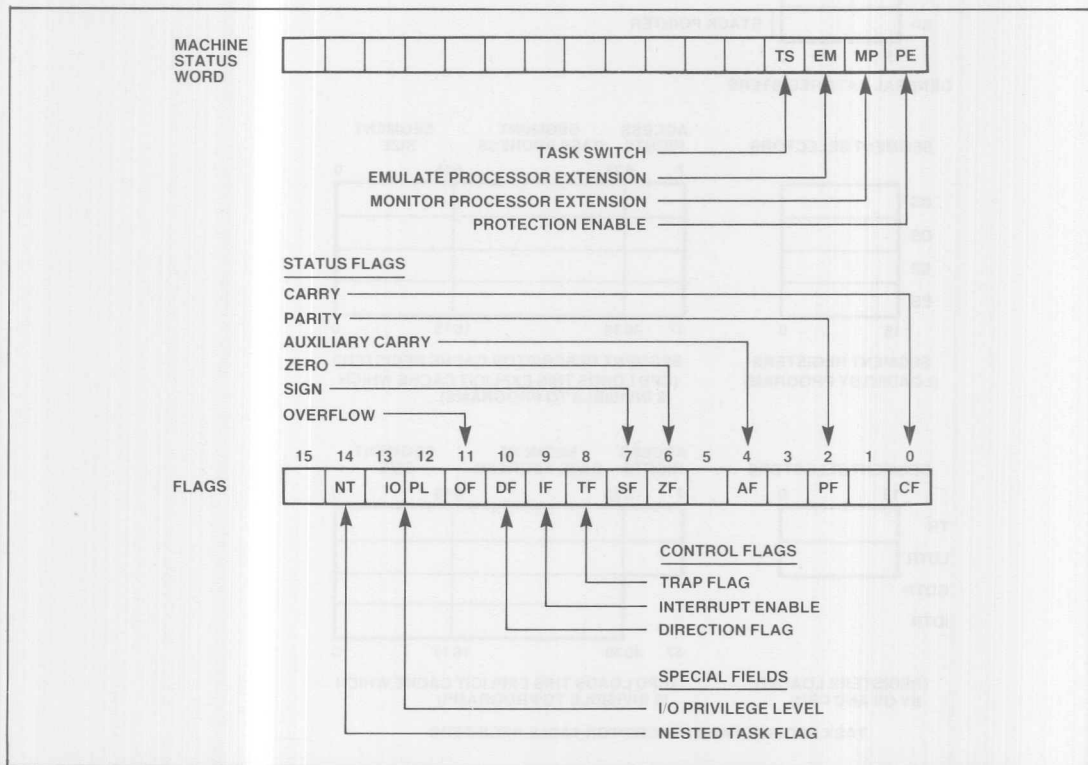 MACHINE
STATUS
WORD
TS EM MP PE
TASK SWITCH
EMULATE PROCESSOR EXTENSION
MONITOR PROCESSOR EXTENSION
PROTECTION ENABLE
STATUS FLAGS
CARRY
PARITY
AUXILIARY CARRY
ZERO
SIGN
OVERFLOW
15 14 13 12 11 10 9 8 7 6 5 4 3 2 1 0
FLAGS NT IO PL OF DF IF TF SF ZF AF PF CF
CONTROL FLAGS
TRAP FLAG
INTERRUPT ENABLE
DIRECTION FLAG
SPECIAL FIELDS
I/O PRIVILEGE LEVEL
NESTED TASK FLAG